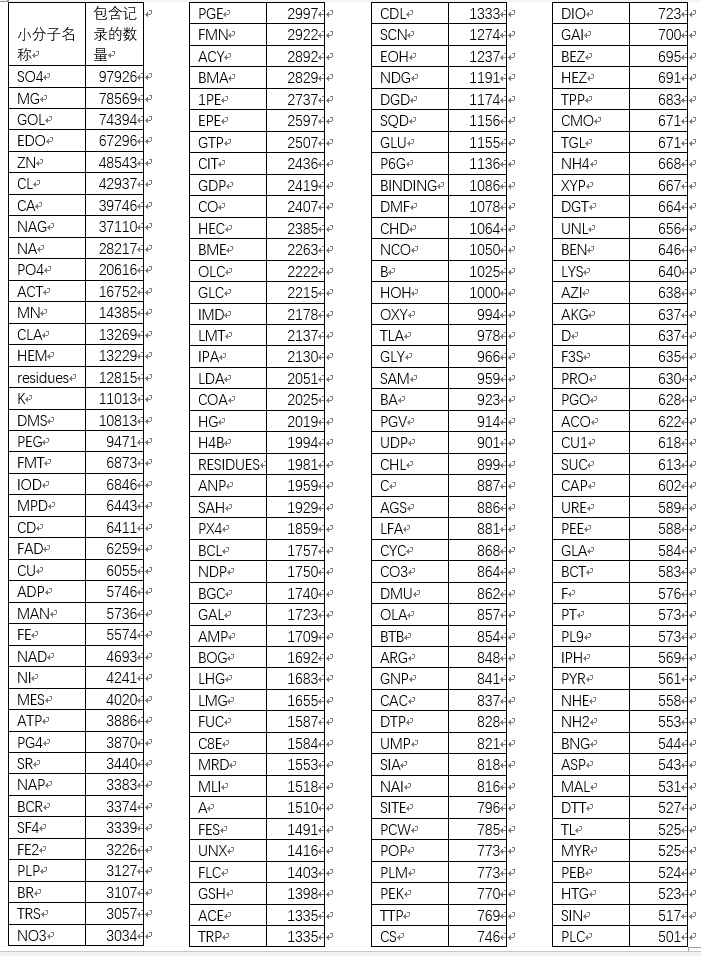 小分子名称 包含记录的数量
SO4 97926
MG 78569
GOL 74394
EDO 67296
ZN 48543
CL 42937
CA 39746
NAG 37110
NA 28217
PO4 20616
ACT 16752
MN 14385
CLA 13269
HEM 13229
residues 12815
K 11013
DMS 10813
PEG 9471
FMT 6873
IOD 6846
MPD 6443
CD 6411
FAD 6259
CU 6055
ADP 5746
MAN 5736
FE 5574
NAD 4693
NI 4241
MES 4020
ATP 3886
PG4 3870
SR 3440
NAP 3383
BCR 3374
SF4 3339
FE2 3226
PLP 3127
BR 3107
TRS 3057
NO3 3034
PGE 2997
FMN 2922
ACY 2892
BMA 2829
1PE 2737
EPE 2597
GTP 2507
CIT 2436
GDP 2419
CO 2407
HEC 2385
BME 2263
OLC 2222
GLC 2215
IMD 2178
LMT 2137
IPA 2130
LDA 2051
COA 2025
HG 2019
H4B 1994
RESIDUES 1981
ANP 1959
SAH 1929
PX4 1859
BCL 1757
NDP 1750
BGC 1740
GAL 1723
AMP 1709
BOG 1692
LHG 1683
LMG 1655
FUC 1587
C8E 1584
MRD 1553
MLI 1518
A 1510
FES 1491
UNX 1416
FLC 1403
GSH 1398
ACE 1335
TRP 1335
CDL 1333
SCN 1274
EOH 1237
NDG 1191
DGD 1174
SQD 1156
GLU 1155
P6G 1136
BINDING 1086
DMF 1078
CHD 1064
NCO 1050
B 1025
HOH 1000
OXY 994
TLA 978
GLY 966
SAM 959
BA 923
PGV 914
UDP 901
CHL 899
C 887
AGS 886
LFA 881
CYC 868
CO3 864
DMU 862
OLA 857
BTB 854
ARG 848
GNP 841
CAC 837
DTP 828
UMP 821
SIA 818
NAI 816
SITE 796
PCW 785
POP 773
PLM 773
PEK 770
TTP 769
CS 746
DIO 723
GAI 700
BEZ 695
HEZ 691
TPP 683
CMO 671
TGL 671
NH4 668
XYP 667
DGT 664
UNL 656
BEN 646
LYS 640
AZI 638
AKG 637
D 637
F3S 635
PRO 630
PGO 628
ACO 622
CU1 618
SUC 613
CAP 602
URE 589
PEE 588
GLA 584
BCT 583
F 576
PT 573
PL9 573
IPH 569
PYR 561
NHE 558
NH2 553
BNG 544
ASP 543
MAL 531
DTT 527
TL 525
MYR 525
PEB 524
HTG 523
SIN 517
PLC 501